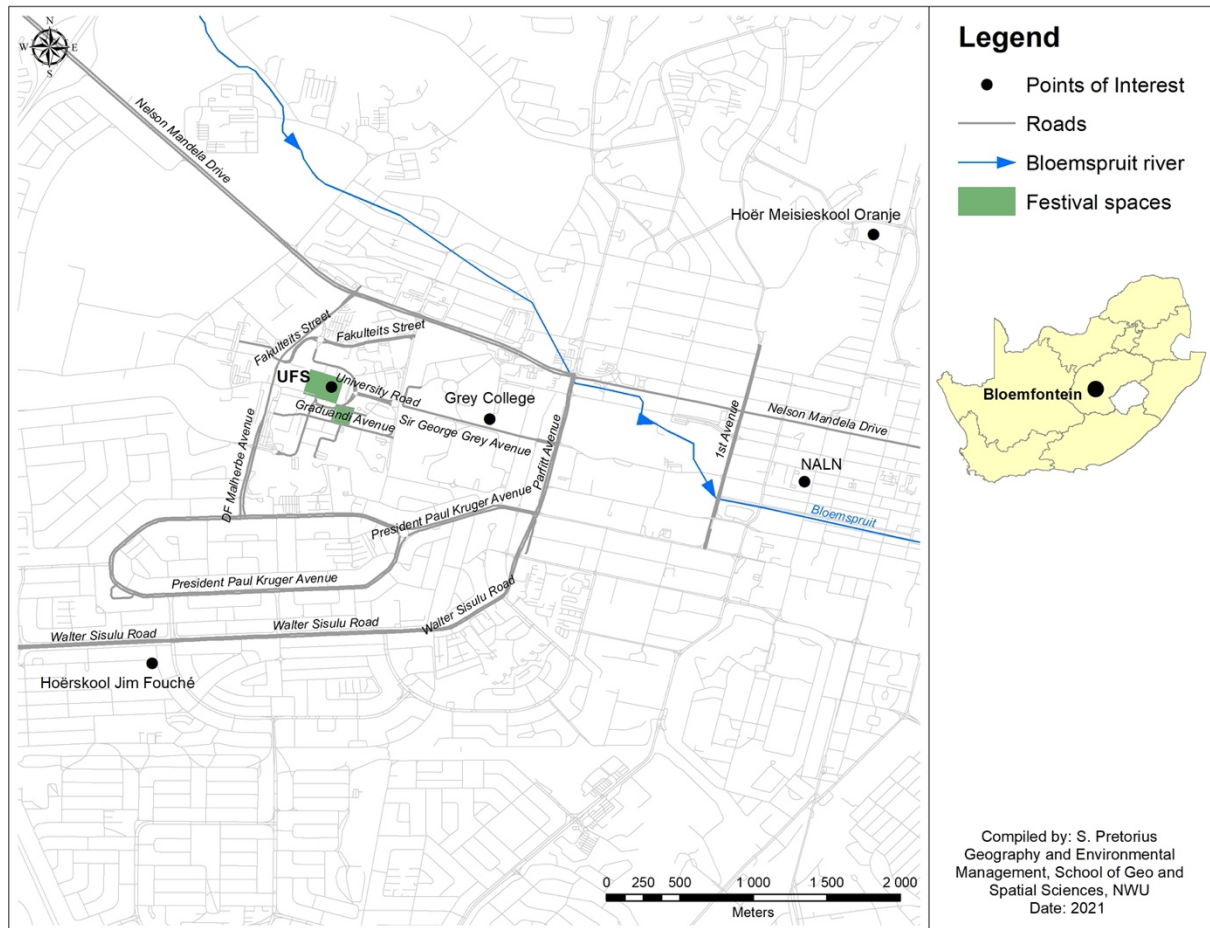 N
W
E
S
Nelson Mandela Drive
Hoër Meisieskool Oranje
Fakulteits Street
Fakulteits Street
UFS
University Road
Grey College
Graduandi Avenue
Sir George Grey Avenue
Parfitt Avenue
1st Avenue
Nelson Mandela Drive
NALN
DF Malherbe Avenue
President Paul Kruger Avenue
Bloemspruit
President Paul Kruger Avenue
Walter Sisulu Road
Walter Sisulu Road
Walter Sisulu Road
Hoërskool Jim Fouché
0 250 500 1 000 1 500 2 000
Meters
Legend
Points of Interest
Roads
Bloemspruit river
Festival spaces
Bloemfontein
Compiled by: S. Pretorius
Geography and Environmental
Management, School of Geo and
Spatial Sciences, NWU
Date: 2021